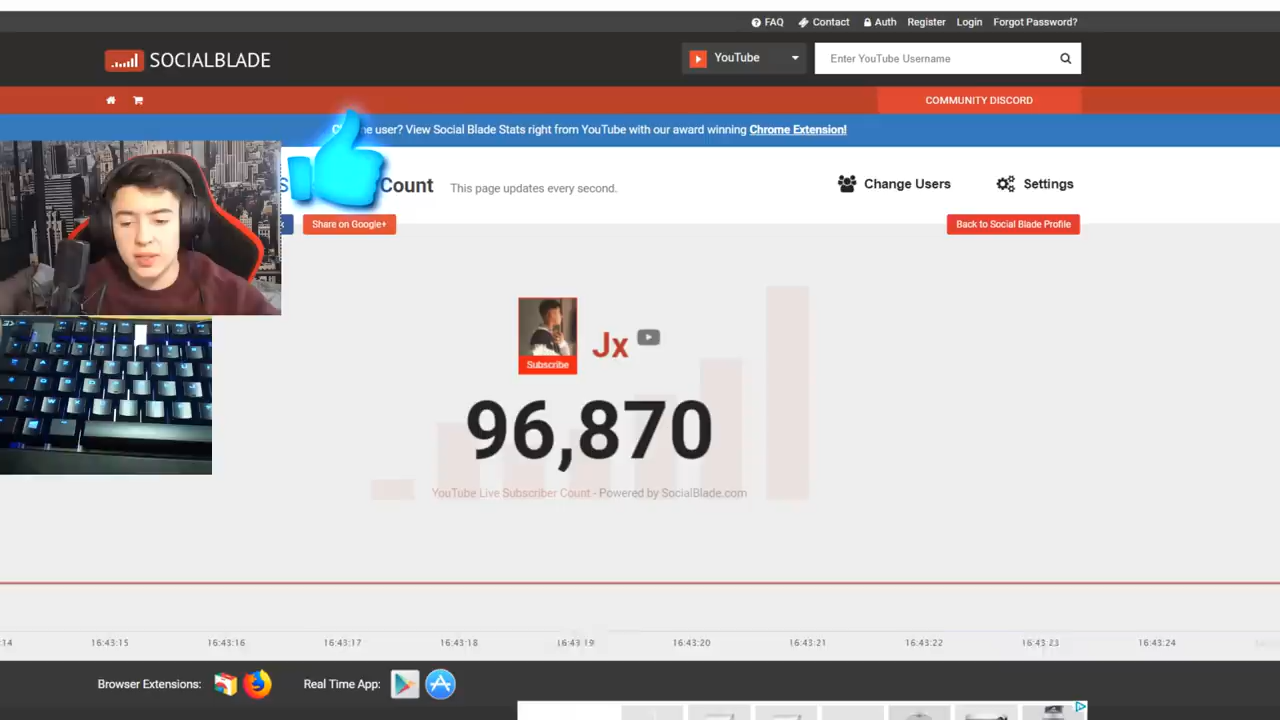 FAQ Contact Auth Register Login Forgot Password?
SOCIALBLADE
YouTube
Enter YouTube Username
COMMUNITY DISCORD
user? View Social Blade Stats right from YouTube with our award winning Chrome Extension!
Count
This page updates every second.
Change Users
Settings
Share on Google+
Back to Social Blade Profile
Subscribe
Jx
96,870
YouTube Live Subscriber Count - Powered by SocialBlade.com
:14 16:43:15 16:43:16 16:43:17 16:43:18 16:43:19 16:43:20 16:43:21 16:43:22 16:43:23 16:43:24
Browser Extensions:
Real Time App: